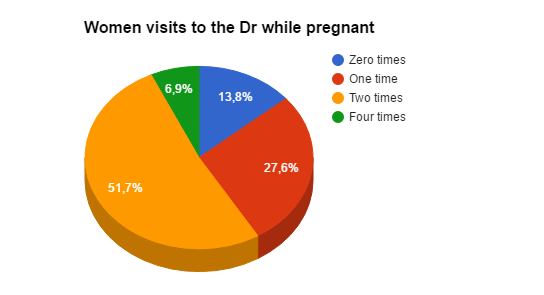 Women visits to the Dr while pregnant
Zero times
One time
Two times
Four times
6,9%
13,8%
27,6%
51,7%